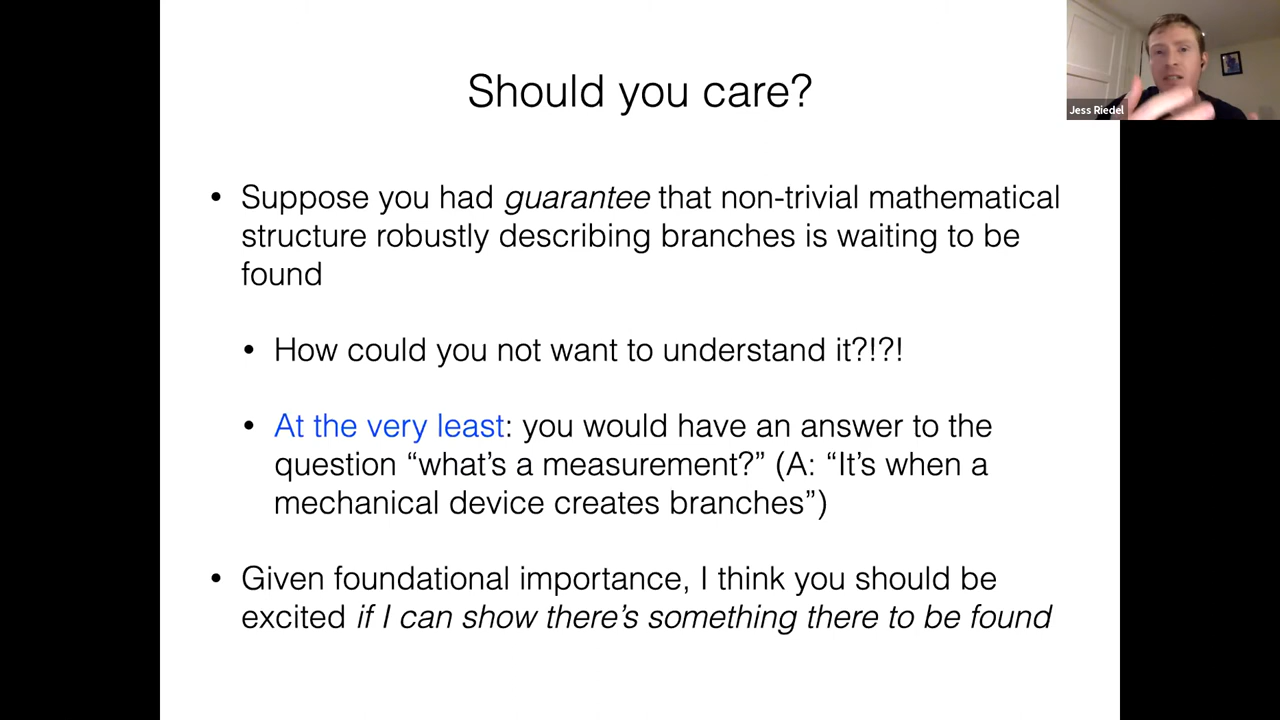 Should you care?
Jess Riedel
• Suppose you had guarantee that non-trivial mathematical
structure robustly describing branches is waiting to be
found
• How could you not want to understand it?!?!
• At the very least: you would have an answer to the
question “what’s a measurement?” (A: “It’s when a
mechanical device creates branches”)
• Given foundational importance, I think you should be
excited if I can show there’s something there to be found